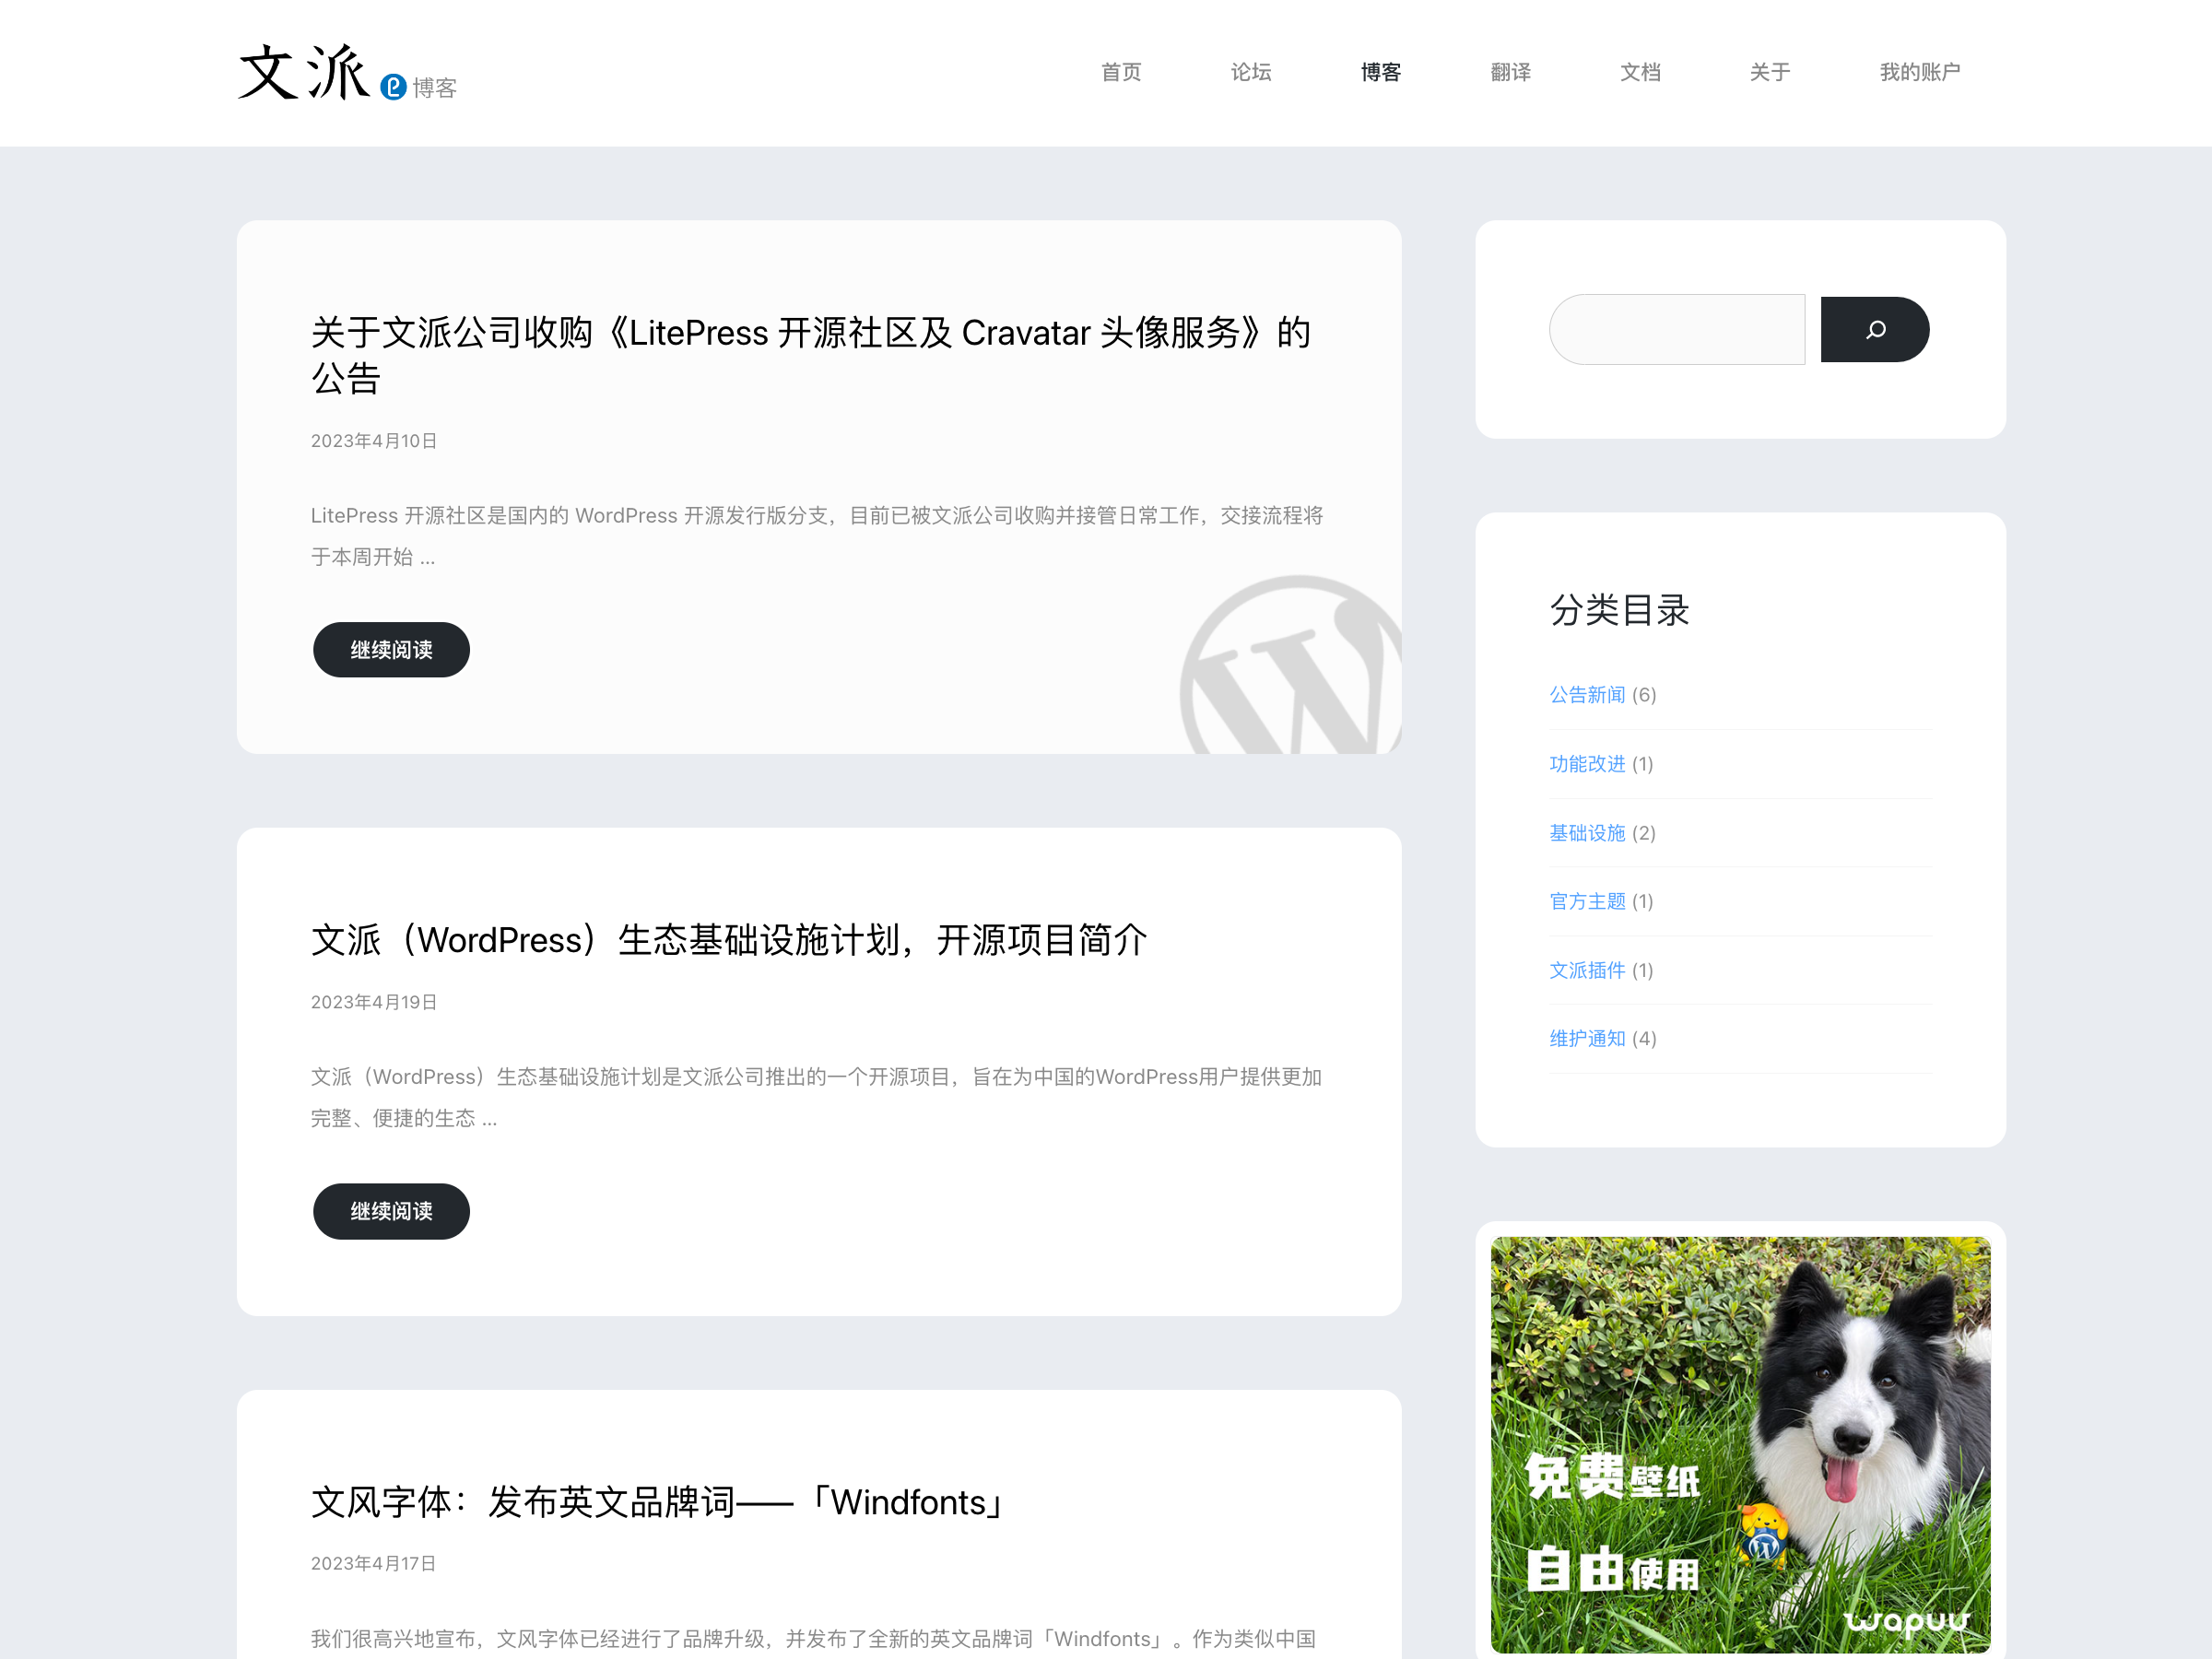 文派 博客
首页 论坛 博客 翻译 文档 关于 我的账户
关于文派公司收购《LitePress 开源社区及 Cravatar 头像服务》的
公告
2023年4月10日
LitePress 开源社区是国内的 WordPress 开源发行版分支，目前已被文派公司收购并接管日常工作，交接流程将
于本周开始 ...
继续阅读
文派（WordPress）生态基础设施计划，开源项目简介
2023年4月19日
文派（WordPress）生态基础设施计划是文派公司推出的一个开源项目，旨在为中国的WordPress用户提供更加
完整、便捷的生态 ...
继续阅读
文风字体：发布英文品牌词——「Windfonts」
2023年4月17日
我们很高兴地宣布，文风字体已经进行了品牌升级，并发布了全新的英文品牌词「Windfonts」。作为类似中国
分类目录
公告新闻 (6)
功能改进 (1)
基础设施 (2)
官方主题 (1)
文派插件 (1)
维护通知 (4)
免费壁纸
自由使用
wapuu